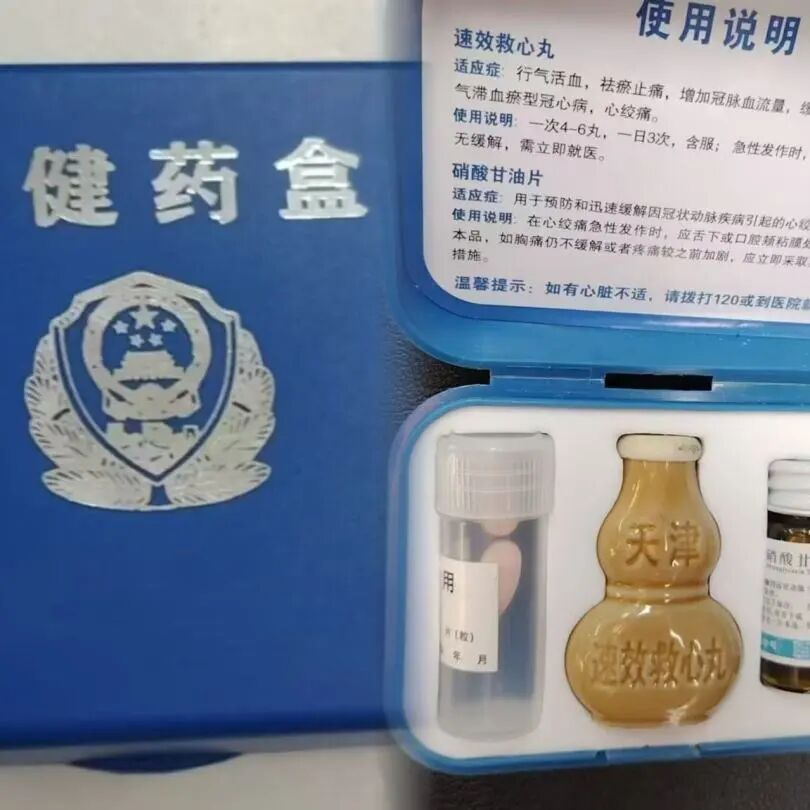 健药盒
使用说明
速效救心丸
适应症：行气活血，祛瘀止痛，增加冠脉血流量，缓
气滞血瘀型冠心病，心绞痛。
使用说明：一次4-6丸，一日3次，含服；急性发作时，
无缓解，需立即就医。
硝酸甘油片
适应症：用于预防和迅速缓解因冠状动脉疾病引起的心绞
使用说明：在心绞痛急性发作时，应舌下或口腔颊粘膜处
本品，如胸痛仍不缓解或者疼痛较之前加剧，应立即采取
措施。
温馨提示：如有心脏不适，请拨打120或到医院就
用
片（粒）
年 月
天津
速效救心丸
硝酸甘